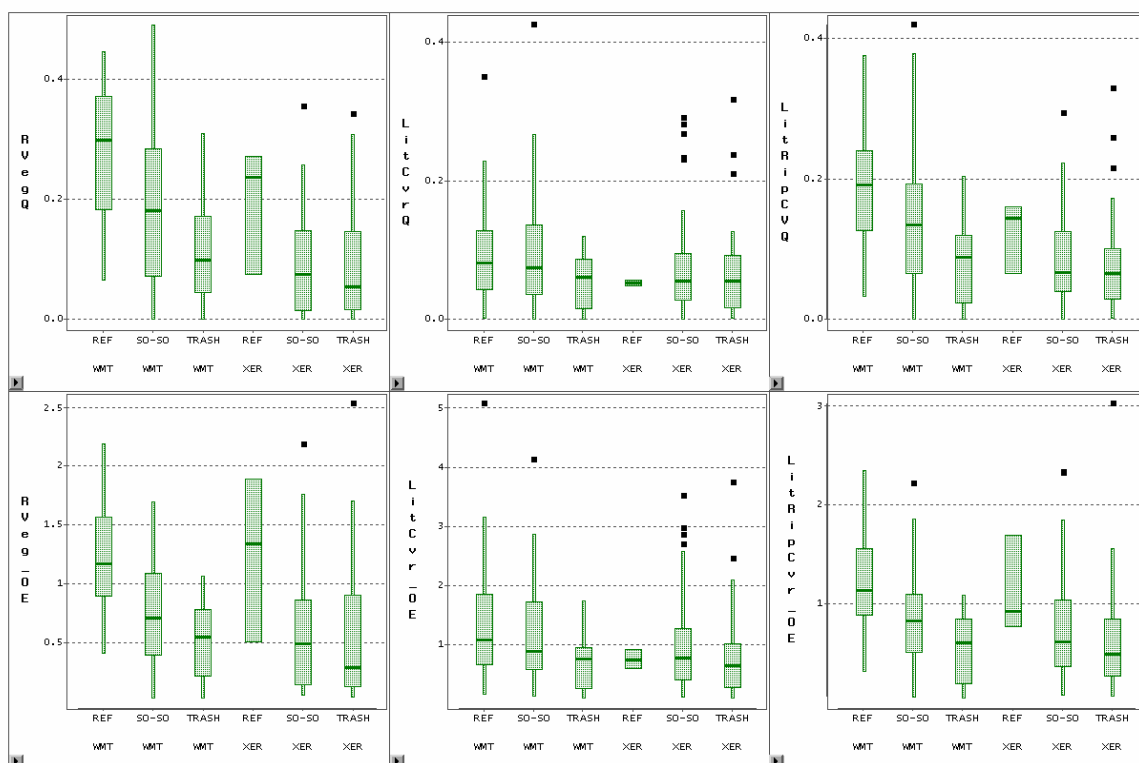 RVegQ
0.4
0.2
0.0
REF SO-SO TRASH REF SO-SO TRASH
WMT WMT WMT XER XER XER
LitCvrQ
0.4
0.2
0.0
REF SO-SO TRASH REF SO-SO TRASH
WMT WMT WMT XER XER XER
LitRipCVQ
0.4
0.2
0.0
REF SO-SO TRASH REF SO-SO TRASH
WMT WMT WMT XER XER XER
RVeg_OE
2.5
2
1.5
1
0.5
REF SO-SO TRASH REF SO-SO TRASH
WMT WMT WMT XER XER XER
LitCvr_OE
5
4
3
2
1
REF SO-SO TRASH REF SO-SO TRASH
WMT WMT WMT XER XER XER
LitRipCvr_OE
3
2
1
REF SO-SO TRASH REF SO-SO TRASH
WMT WMT WMT XER XER XER